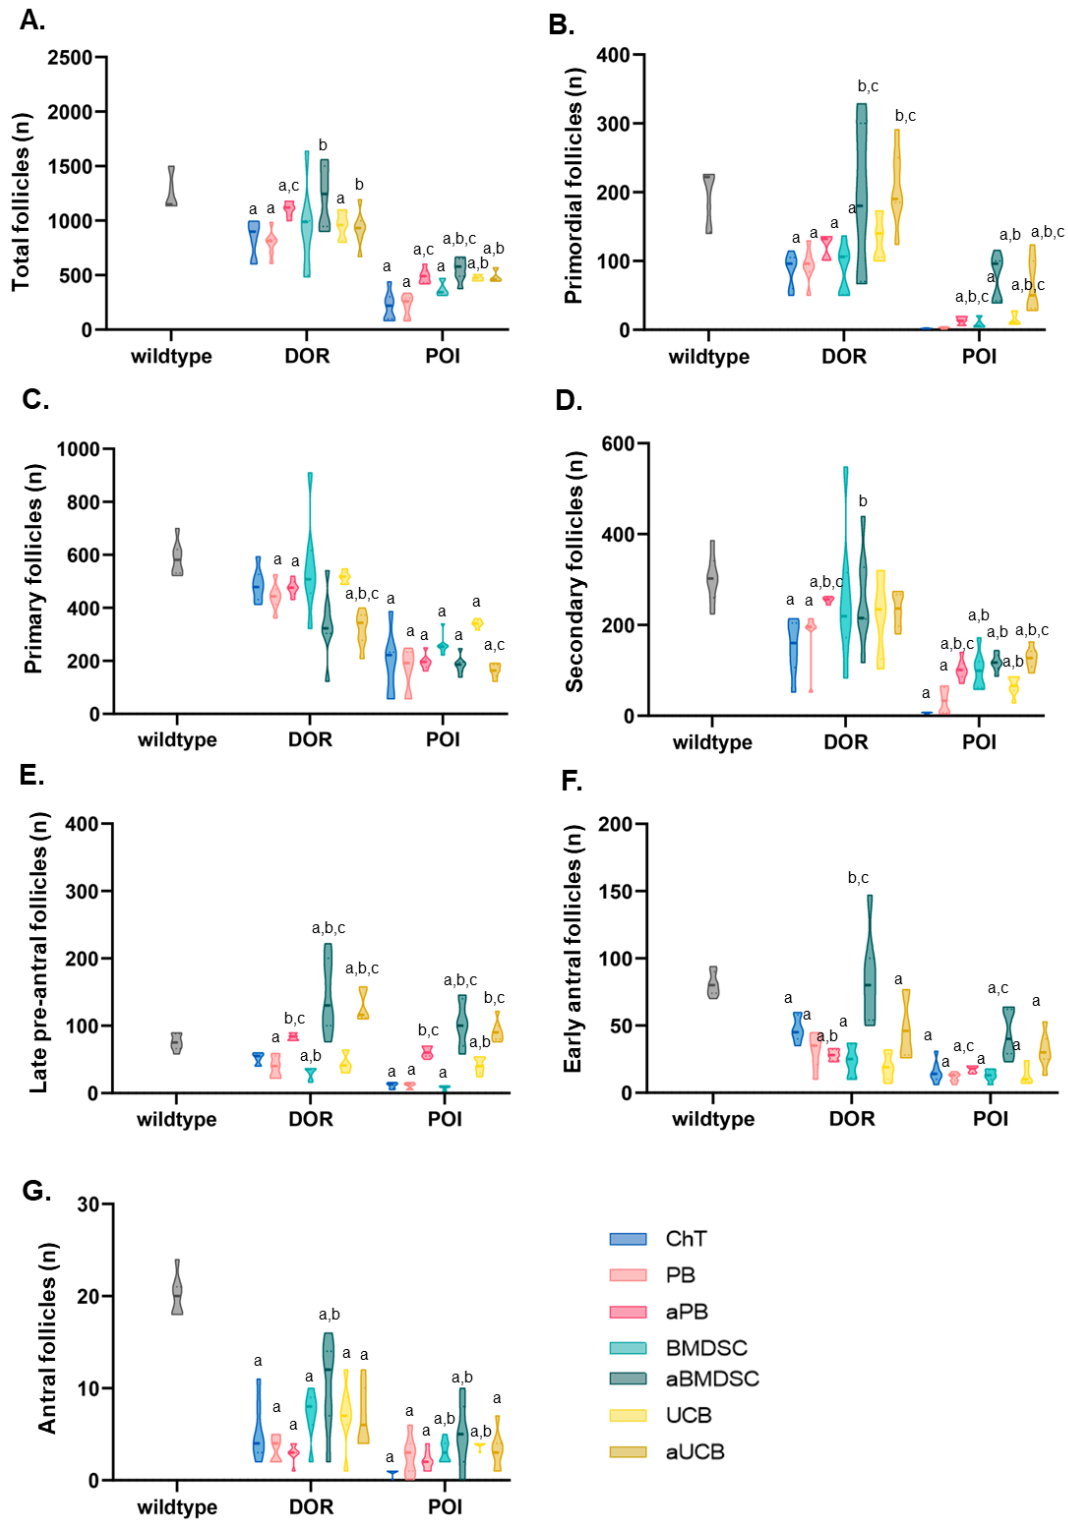 A.
2500
2000
1500
1000
500
0
Total follicles (n)
a
a
a,c
b
a
b
a
a
a,c
a,b,c
a,b
a,b
wildtype
DOR
POI
B.
400
300
200
100
0
Primordial follicles (n)
a
a
a
b,c
b,c
a,b,c
a
a,b
a,b,c
a,b,c
wildtype
DOR
POI
C.
1000
800
600
400
200
0
Primary follicles (n)
a
a
a,b,c
a
a
a
a
a
a
a,c
wildtype
DOR
POI
D.
600
400
200
0
Secondary follicles (n)
a
a
a,b,c
b
a
a
a,b,c
a,b
a,b
a,b
a,b,c
wildtype
DOR
POI
E.
400
300
200
100
0
Late pre-antral follicles (n)
a
b,c
a,b
a,b,c
a,b,c
a
a
b,c
a
a,b,c
a,b
b,c
wildtype
DOR
POI
F.
200
150
100
50
0
Early antral follicles (n)
a
a
a,b
a
b,c
a
a
a
a,c
a
a,c
a
a
wildtype
DOR
POI
G.
30
20
10
0
Antral follicles (n)
a
a
a
a
a,b
a
a
a
a
a
a,b
a,b
a,b
a
wildtype
DOR
POI
ChT
PB
aPB
BMDSC
aBMDSC
UCB
aUCB